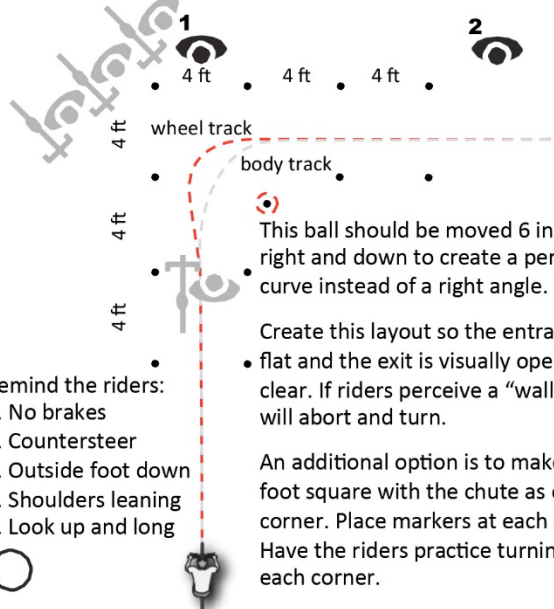 1
2
4 ft 4 ft 4 ft
4 ft
wheel track
body track
4 ft
This ball should be moved 6 in
right and down to create a per
curve instead of a right angle.
4 ft
Create this layout so the entra
flat and the exit is visually ope
clear. If riders perceive a “wall
will abort and turn.
emind the riders:
. No brakes
. Countersteer
. Outside foot down
. Shoulders leaning
. Look up and long
An additional option is to make
foot square with the chute as
corner. Place markers at each
Have the riders practice turnin
each corner.